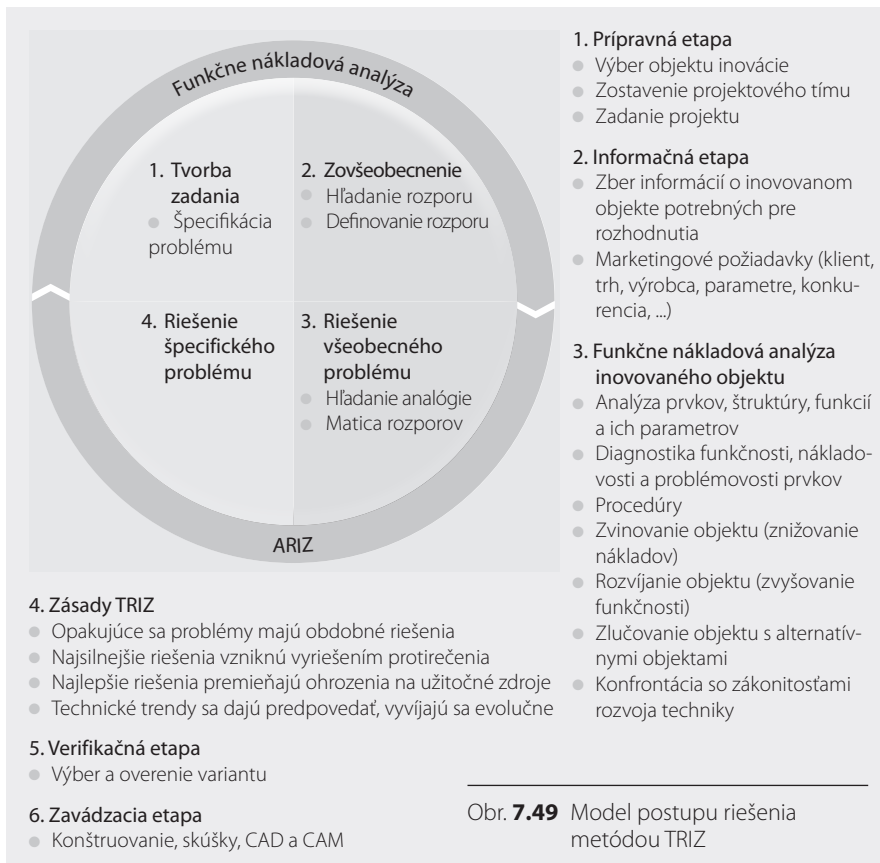 Funkčne nákladová analýza
1. Tvorba
zadania
Špecifikácia
problému
2. Zovšeobecnenie
Hľadanie rozporu
Definovanie rozporu
4. Riešenie
špecifického
problému
3. Riešenie
všeobecného
problému
Hľadanie analógie
Matica rozporov
ARIZ
1. Prípravná etapa
Výber objektu inovácie
Zostavenie projektového tímu
Zadanie projektu
2. Informačná etapa
Zber informácií o inovovanom
objekte potrebných pre
rozhodnutia
Marketingové požiadavky (klient,
trh, výrobca, parametre, konku-
rencia, ...)
3. Funkčne nákladová analýza
inovovaného objektu
Analýza prvkov, štruktúry, funkcií
a ich parametrov
Diagnostika funkčnosti, náklado-
vosti a problémovosti prvkov
Procedúry
Zvinovanie objektu (znižovanie
nákladov)
Rozvíjanie objektu (zvyšovanie
funkčnosti)
Zlučovanie objektu s alternatív-
nymi objektami
Konfrontácia so zákonitosťami
rozvoja techniky
4. Zásady TRIZ
Opakujúce sa problémy majú obdobné riešenia
Najsilnejšie riešenia vzniknú vyriešením protirečenia
Najlepšie riešenia premieňajú ohrozenia na užitočné zdroje
Technické trendy sa dajú predpovedať, vyvíjajú sa evolučne
5. Verifikačná etapa
Výber a overenie variantu
6. Zavádzacia etapa
Konštruovanie, skúšky, CAD a CAM
Obr. 7.49 Model postupu riešenia
metódou TRIZ